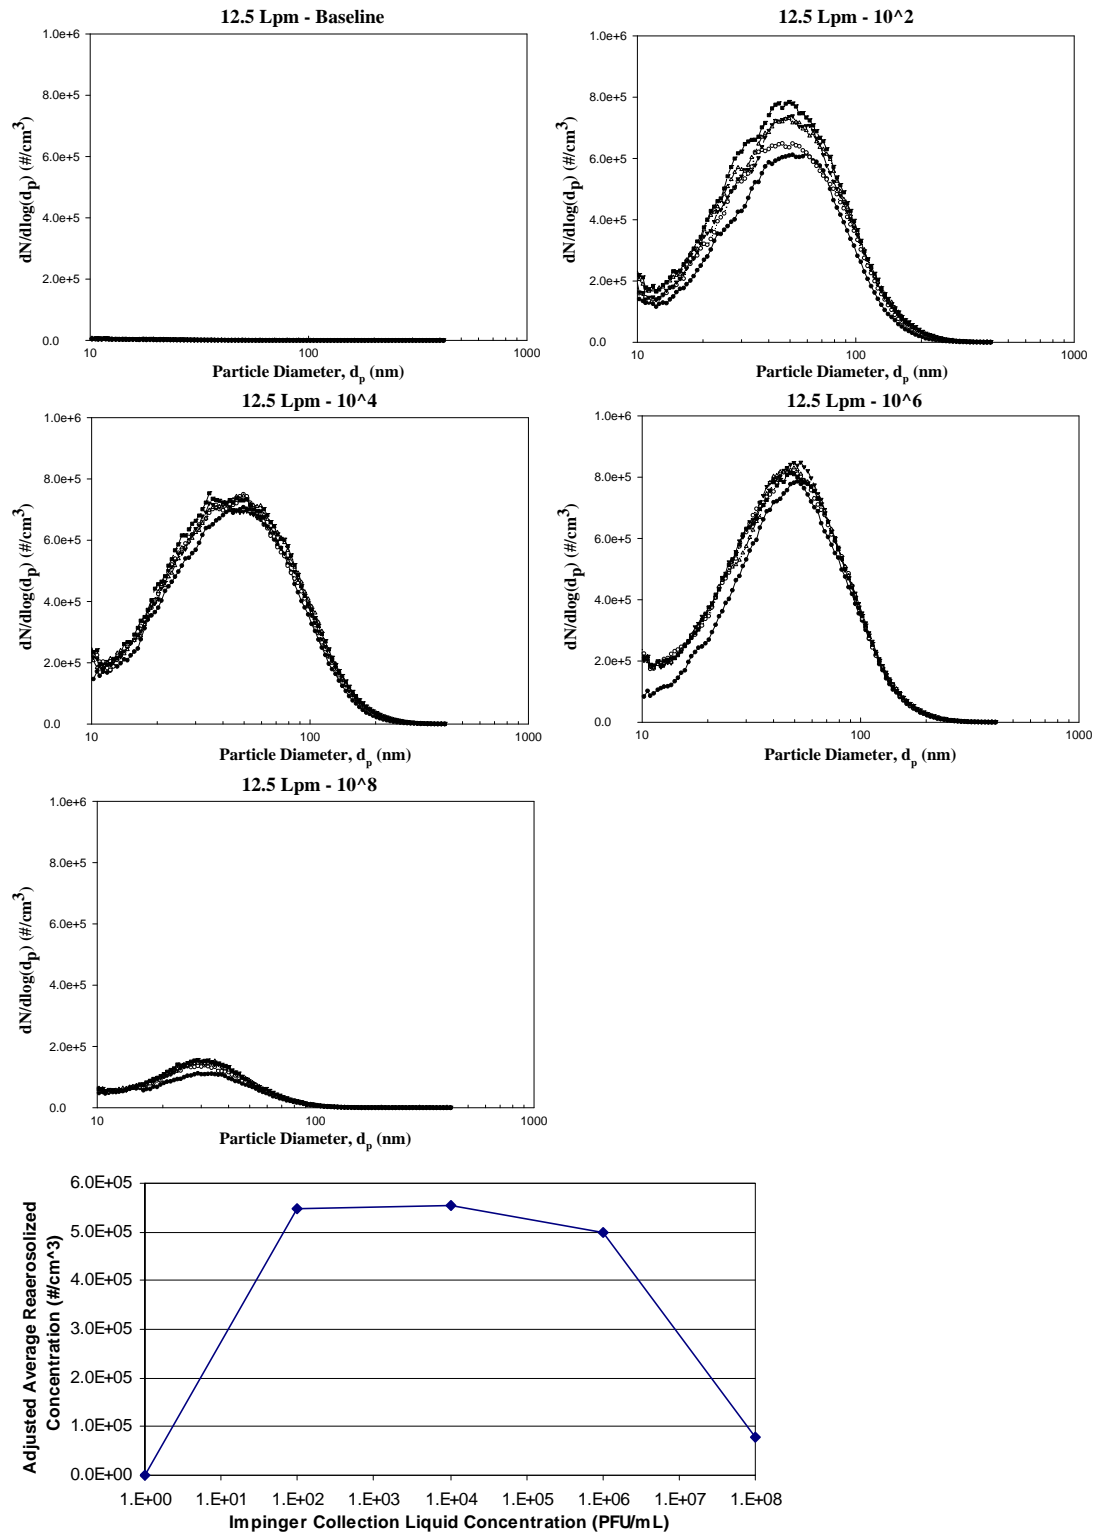 12.5 Lpm - Baseline
1.0e+6
8.0e+5
6.0e+5
4.0e+5
2.0e+5
0.0
dN/dlog(dp) (#/cm3)
10 100 1000
Particle Diameter, dp (nm)
12.5 Lpm - 10^2
1.0e+6
8.0e+5
6.0e+5
4.0e+5
2.0e+5
0.0
dN/dlog(dp) (#/cm3)
10 100 1000
Particle Diameter, dp (nm)
12.5 Lpm - 10^4
1.0e+6
8.0e+5
6.0e+5
4.0e+5
2.0e+5
0.0
dN/dlog(dp) (#/cm3)
10 100 1000
Particle Diameter, dp (nm)
12.5 Lpm - 10^6
1.0e+6
8.0e+5
6.0e+5
4.0e+5
2.0e+5
0.0
dN/dlog(dp) (#/cm3)
10 100 1000
Particle Diameter, dp (nm)
12.5 Lpm - 10^8
1.0e+6
8.0e+5
6.0e+5
4.0e+5
2.0e+5
0.0
dN/dlog(dp) (#/cm3)
10 100 1000
Particle Diameter, dp (nm)
Adjusted Average Reaerosolized
Concentration (#/cm^3)
6.0E+05
5.0E+05
4.0E+05
3.0E+05
2.0E+05
1.0E+05
0.0E+00
1.E+00 1.E+01 1.E+02 1.E+03 1.E+04 1.E+05 1.E+06 1.E+07 1.E+08
Impinger Collection Liquid Concentration (PFU/mL)